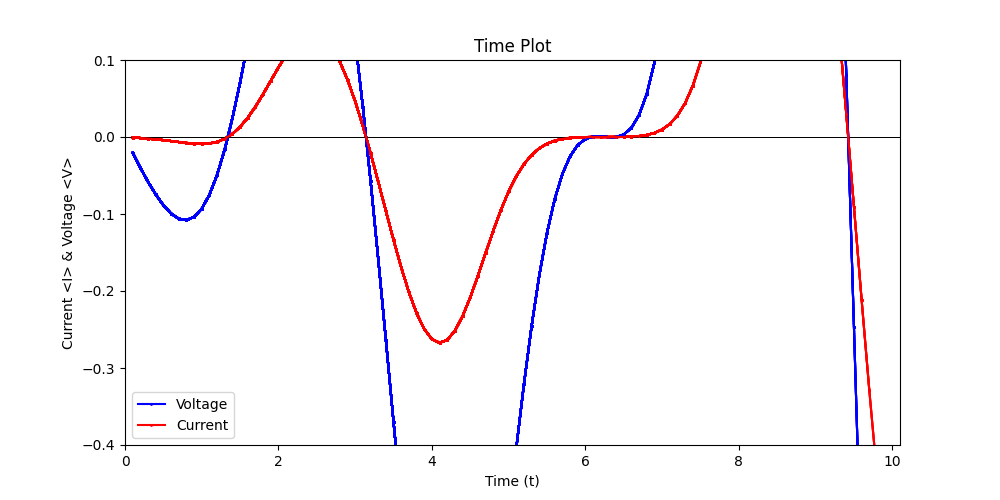 Time Plot
Current <I> & Voltage <V>
0.1
0.0
−0.1
−0.2
−0.3
−0.4
Voltage
Current
0 2 4 6 8 10
Time (t)